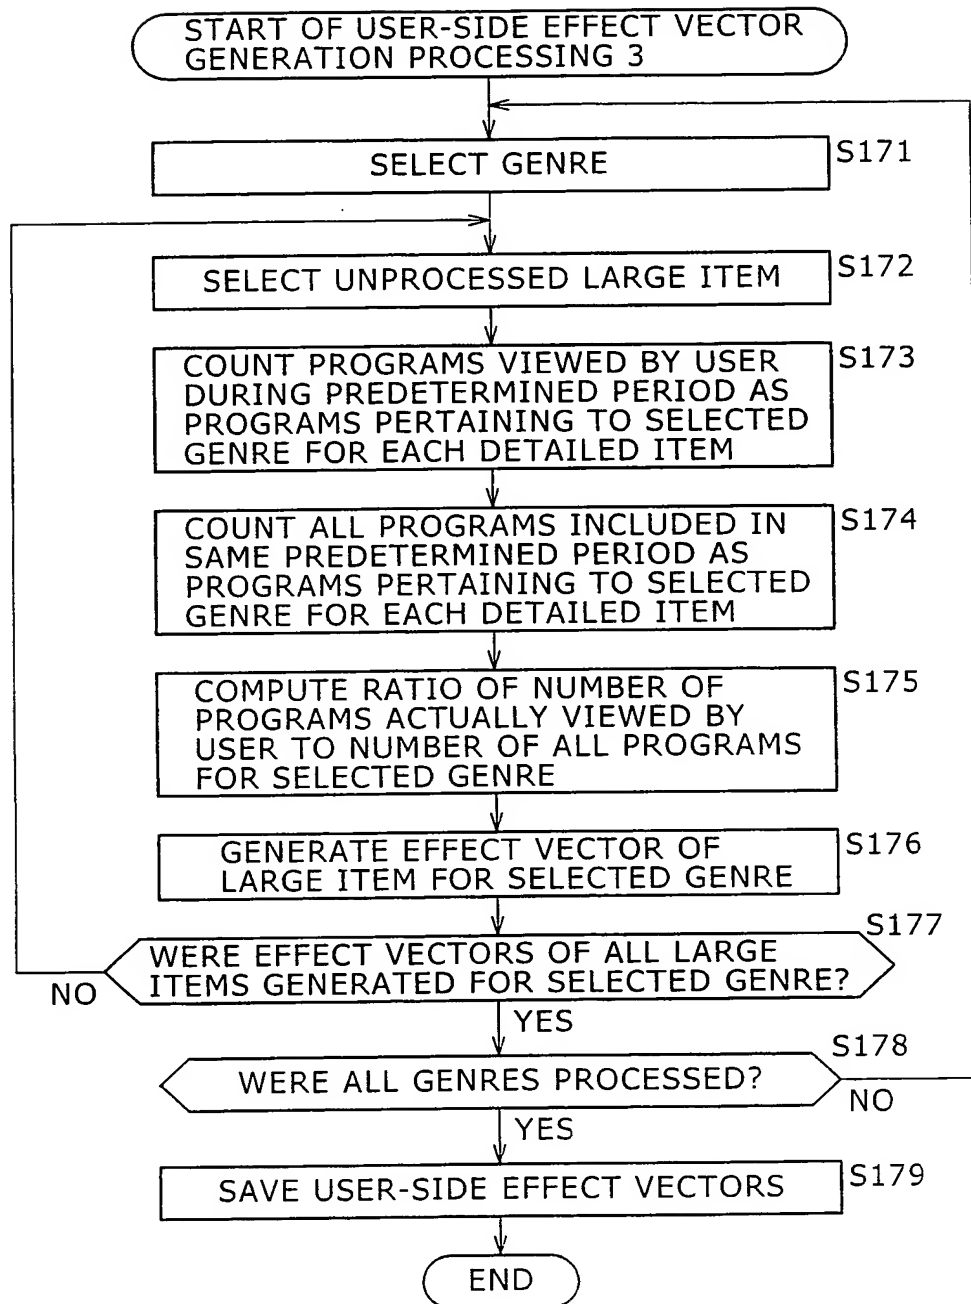 START OF USER-SIDE EFFECT VECTOR
GENERATION PROCESSING 3
SELECT GENRE
S171
SELECT UNPROCESSED LARGE ITEM
S172
COUNT PROGRAMS VIEWED BY USER
DURING PREDETERMINED PERIOD AS
PROGRAMS PERTAINING TO SELECTED
GENRE FOR EACH DETAILED ITEM
S173
COUNT ALL PROGRAMS INCLUDED IN
SAME PREDETERMINED PERIOD AS
PROGRAMS PERTAINING TO SELECTED
GENRE FOR EACH DETAILED ITEM
S174
COMPUTE RATIO OF NUMBER OF
PROGRAMS ACTUALLY VIEWED BY
USER TO NUMBER OF ALL PROGRAMS
FOR SELECTED GENRE
S175
GENERATE EFFECT VECTOR OF
LARGE ITEM FOR SELECTED GENRE
S176
WERE EFFECT VECTORS OF ALL LARGE
ITEMS GENERATED FOR SELECTED GENRE?
S177
NO
YES
WERE ALL GENRES PROCESSED?
S178
NO
YES
SAVE USER-SIDE EFFECT VECTORS
S179
END